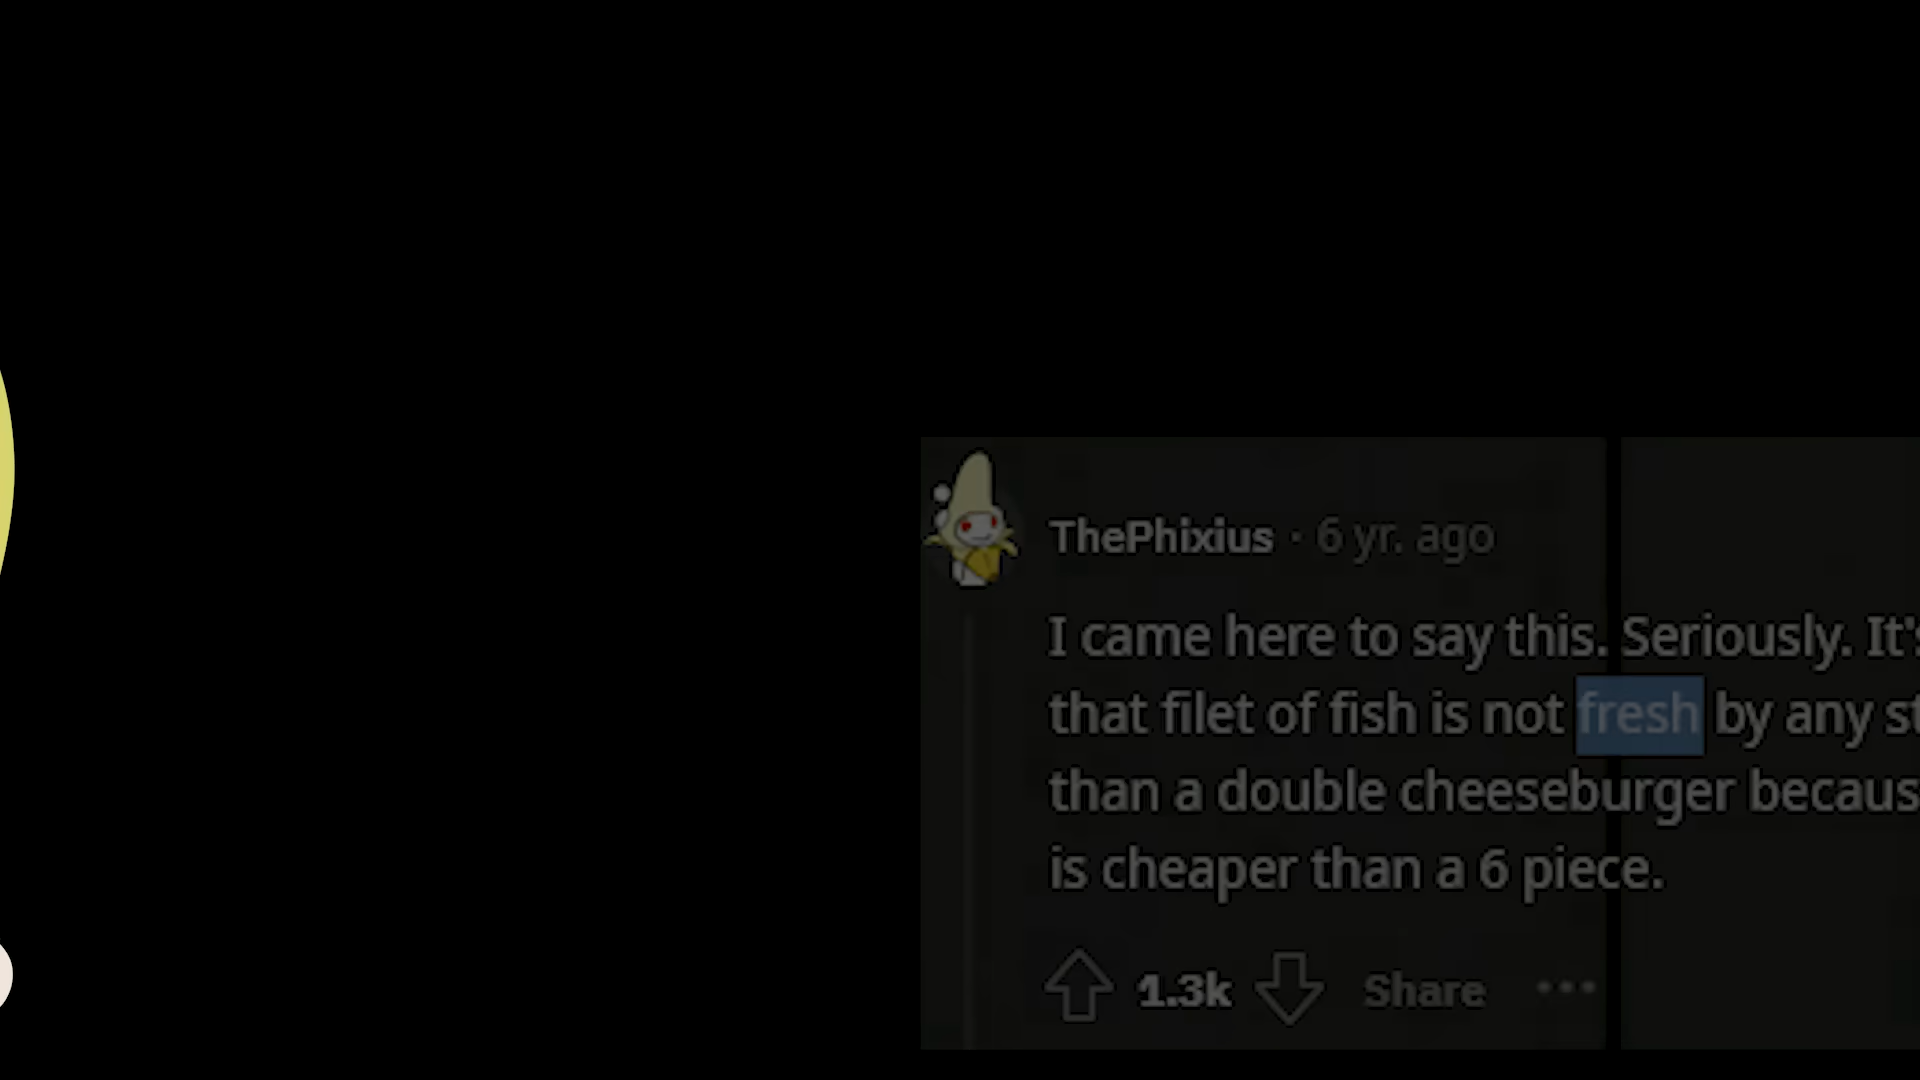 ThePhixius · 6 yr. ago
I came here to say this. Seriously. It's
that filet of fish is not fresh by any st
than a double cheeseburger becaus
is cheaper than a 6 piece.
1.3k Share ...